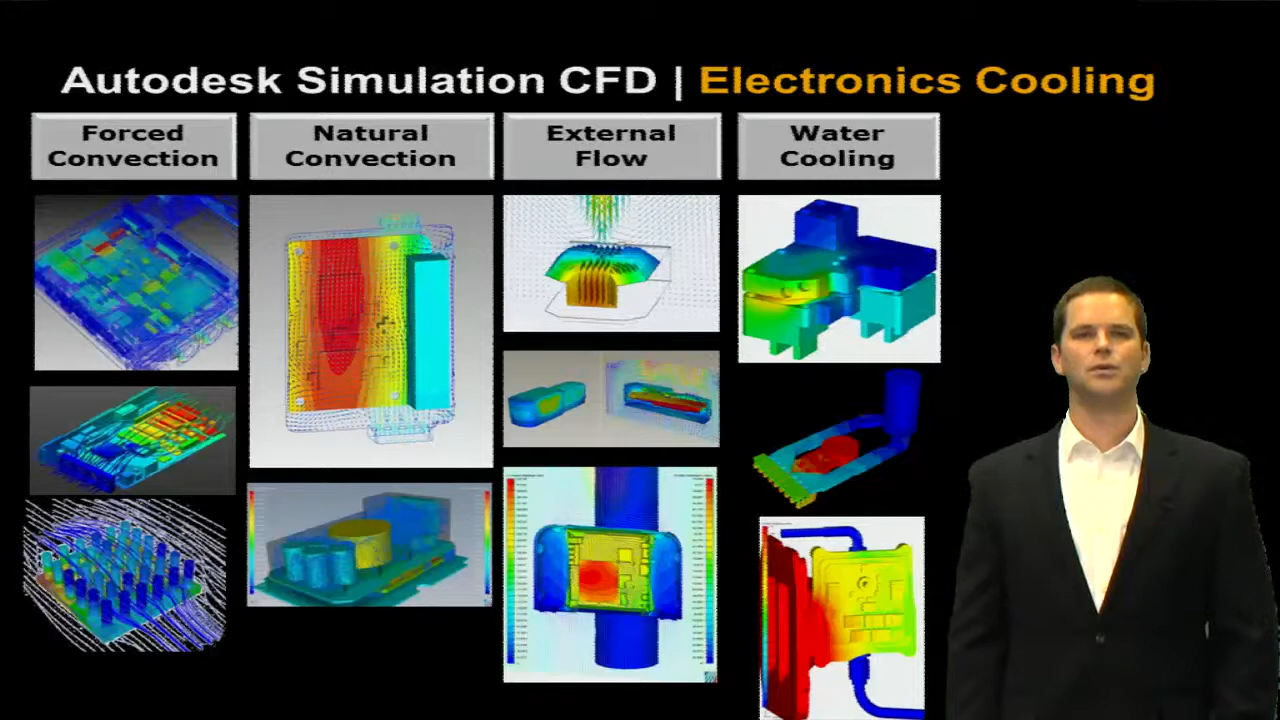 Autodesk Simulation CFD | Electronics Cooling
Forced
Convection
Natural
Convection
External
Flow
Water
Cooling